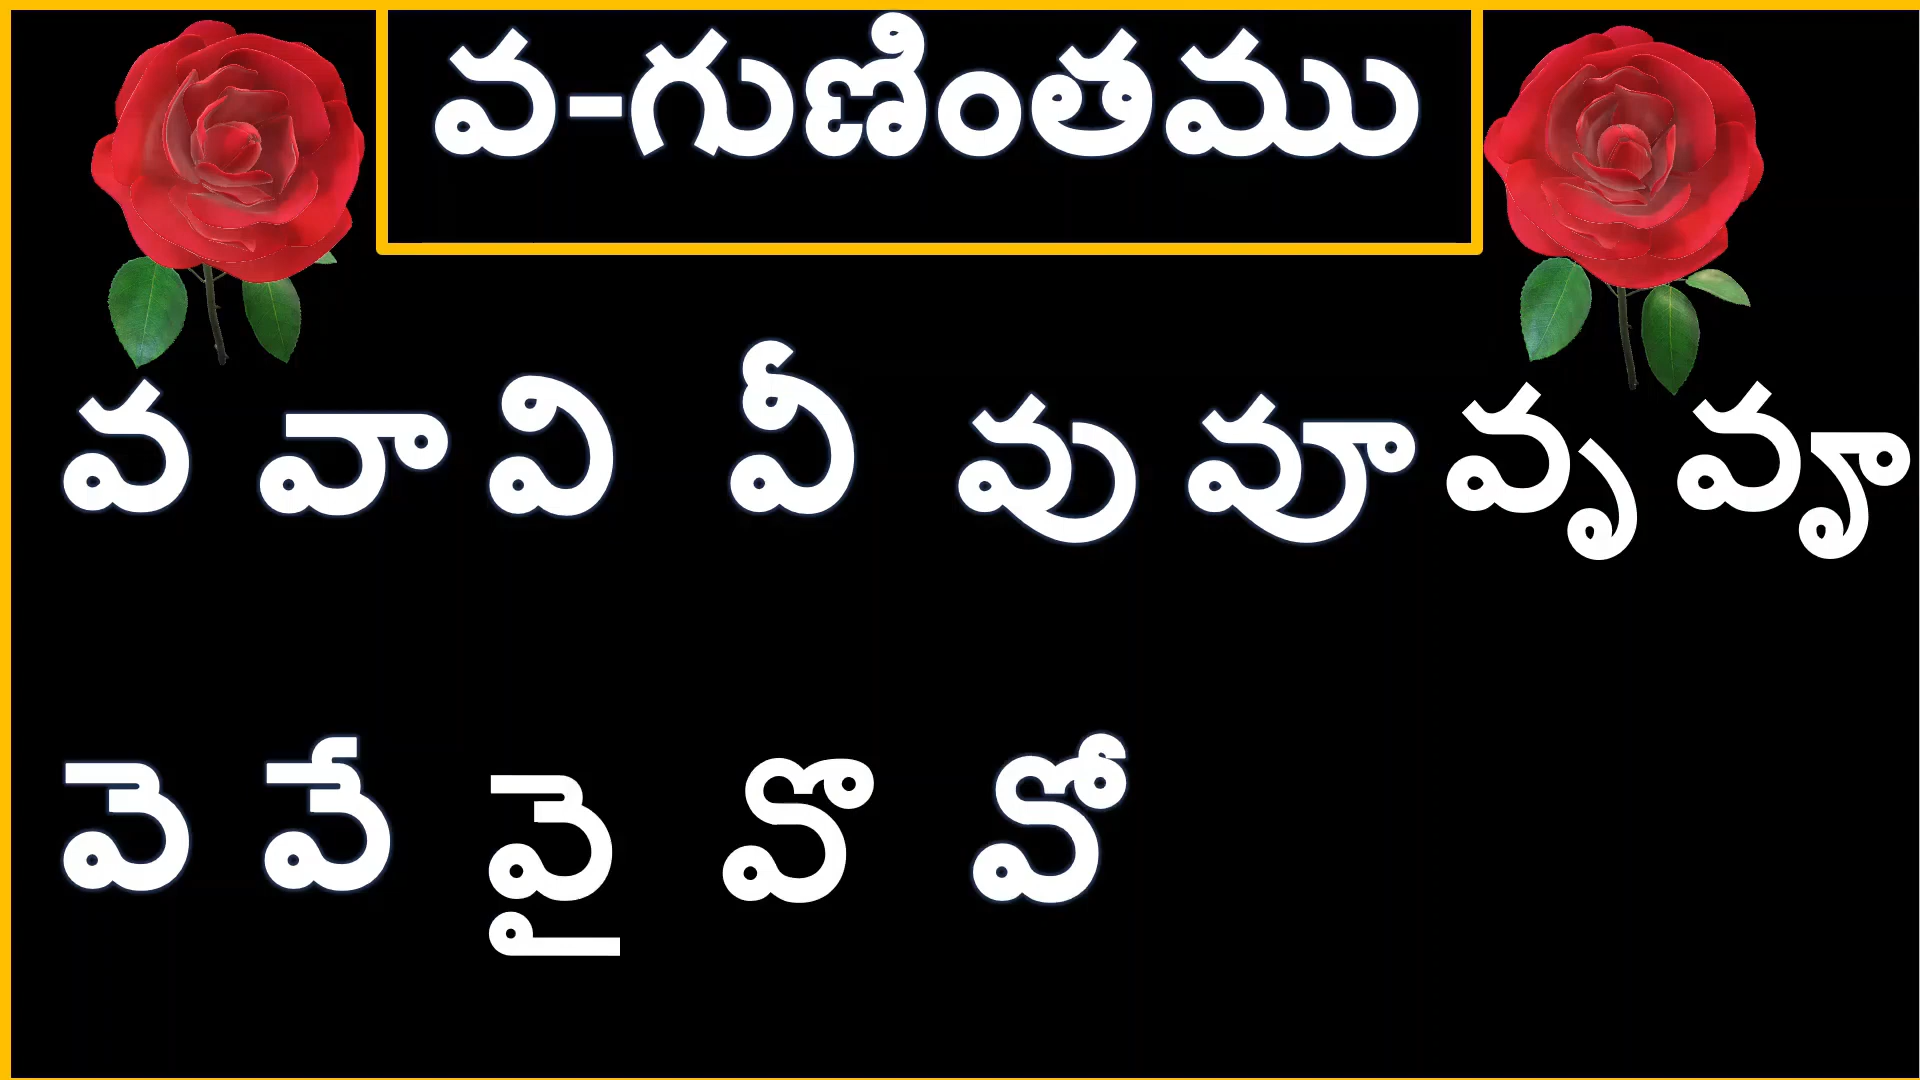 వ-గుణింతము
వ వా వి వీ వు వూ వృ వౄ
వె వే వై వొ వో